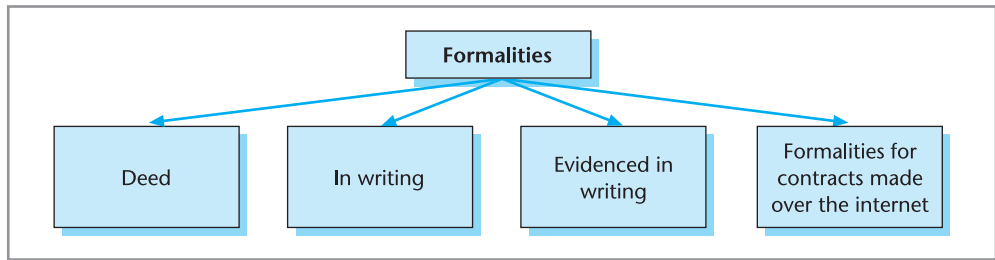 Formalities
Deed
In writing
Evidenced in
writing
Formalities for
contracts made
over the internet